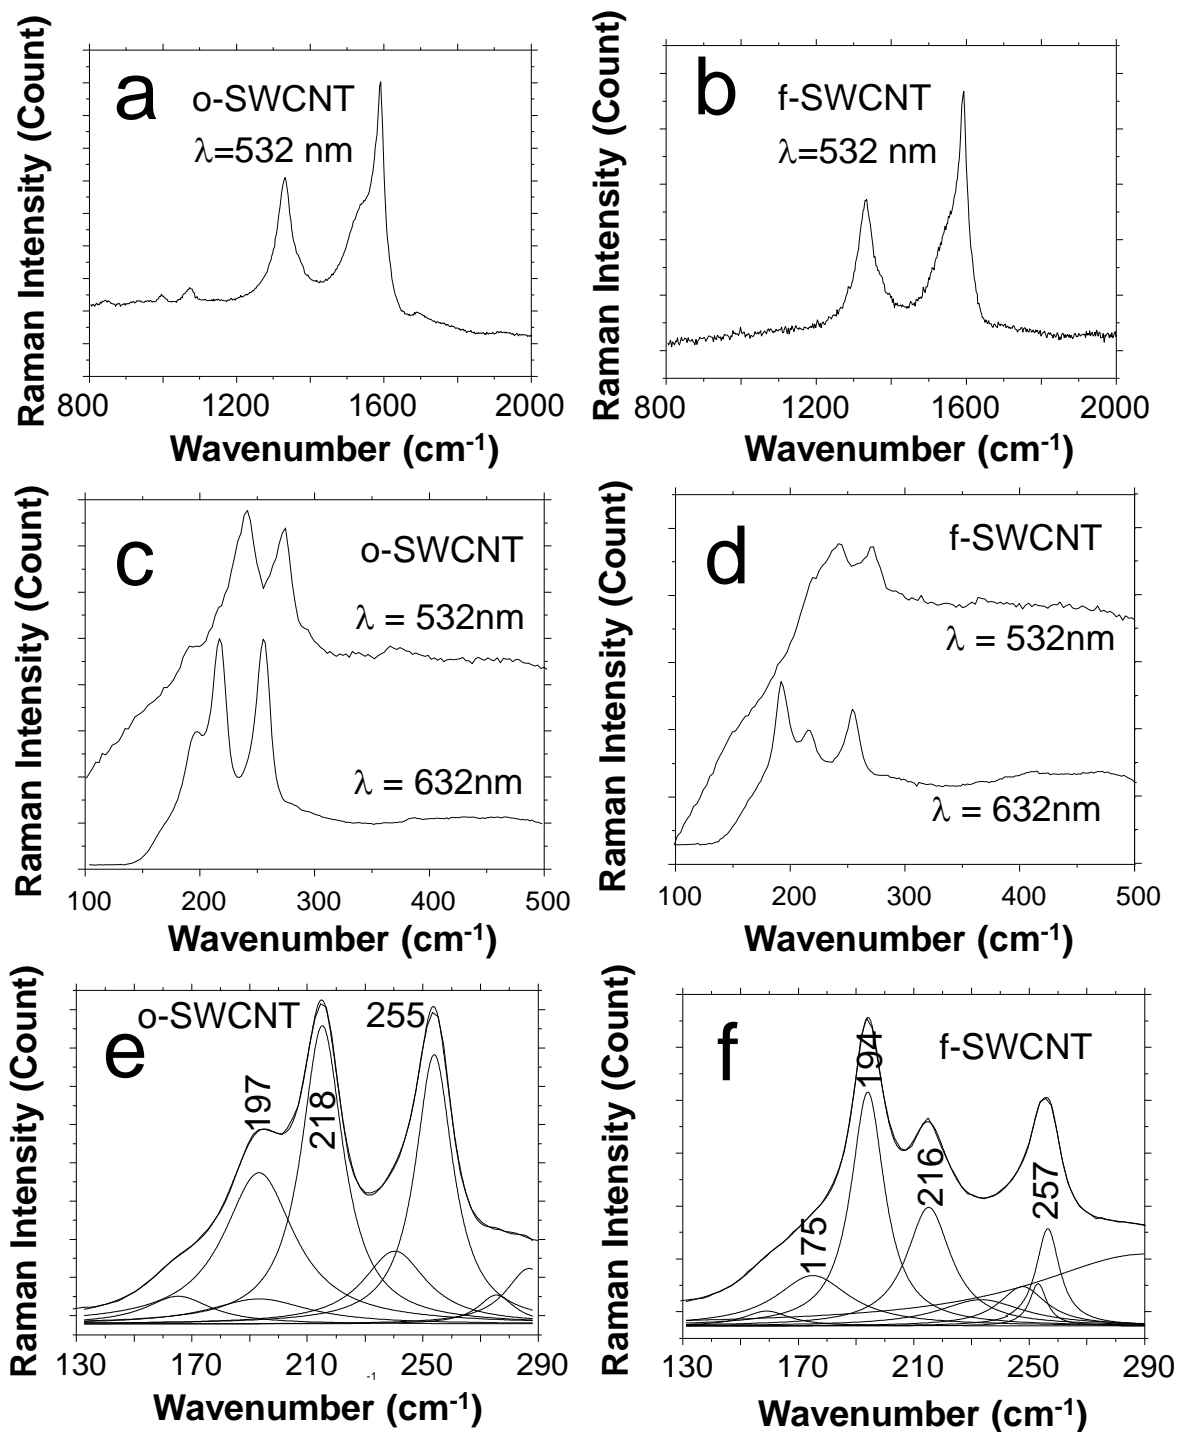 Raman Intensity (Count)
a
o-SWCNT
λ=532 nm
800 1200 1600 2000
Wavenumber (cm-1)
Raman Intensity (Count)
b
f-SWCNT
λ=532 nm
800 1200 1600 2000
Wavenumber (cm-1)
Raman Intensity (Count)
c
o-SWCNT
λ = 532nm
λ = 632nm
100 200 300 400 500
Wavenumber (cm-1)
Raman Intensity (Count)
d
f-SWCNT
λ = 532nm
λ = 632nm
100 200 300 400 500
Wavenumber (cm-1)
Raman Intensity (Count)
e
o-SWCNT
197
218
255
130 170 210 250 290
-1
Wavenumber (cm-1)
Raman Intensity (Count)
f
f-SWCNT
175
194
216
257
130 170 210 250 290
Wavenumber (cm-1)